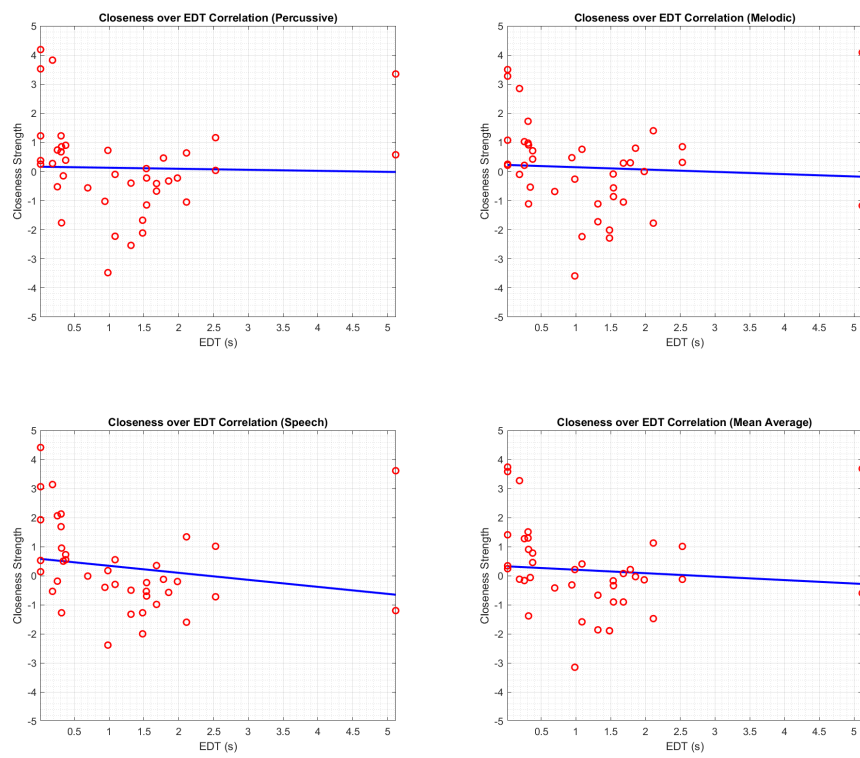 Closeness over EDT Correlation (Percussive)
5
4
3
2
1
0
-1
-2
-3
-4
-5
Closeness Strength
0.5 1 1.5 2 2.5 3 3.5 4 4.5 5
EDT (s)
Closeness over EDT Correlation (Melodic)
5
4
3
2
1
0
-1
-2
-3
-4
-5
Closeness Strength
0.5 1 1.5 2 2.5 3 3.5 4 4.5 5
EDT (s)
Closeness over EDT Correlation (Speech)
5
4
3
2
1
0
-1
-2
-3
-4
-5
Closeness Strength
0.5 1 1.5 2 2.5 3 3.5 4 4.5 5
EDT (s)
Closeness over EDT Correlation (Mean Average)
5
4
3
2
1
0
-1
-2
-3
-4
-5
Closeness Strength
0.5 1 1.5 2 2.5 3 3.5 4 4.5 5
EDT (s)